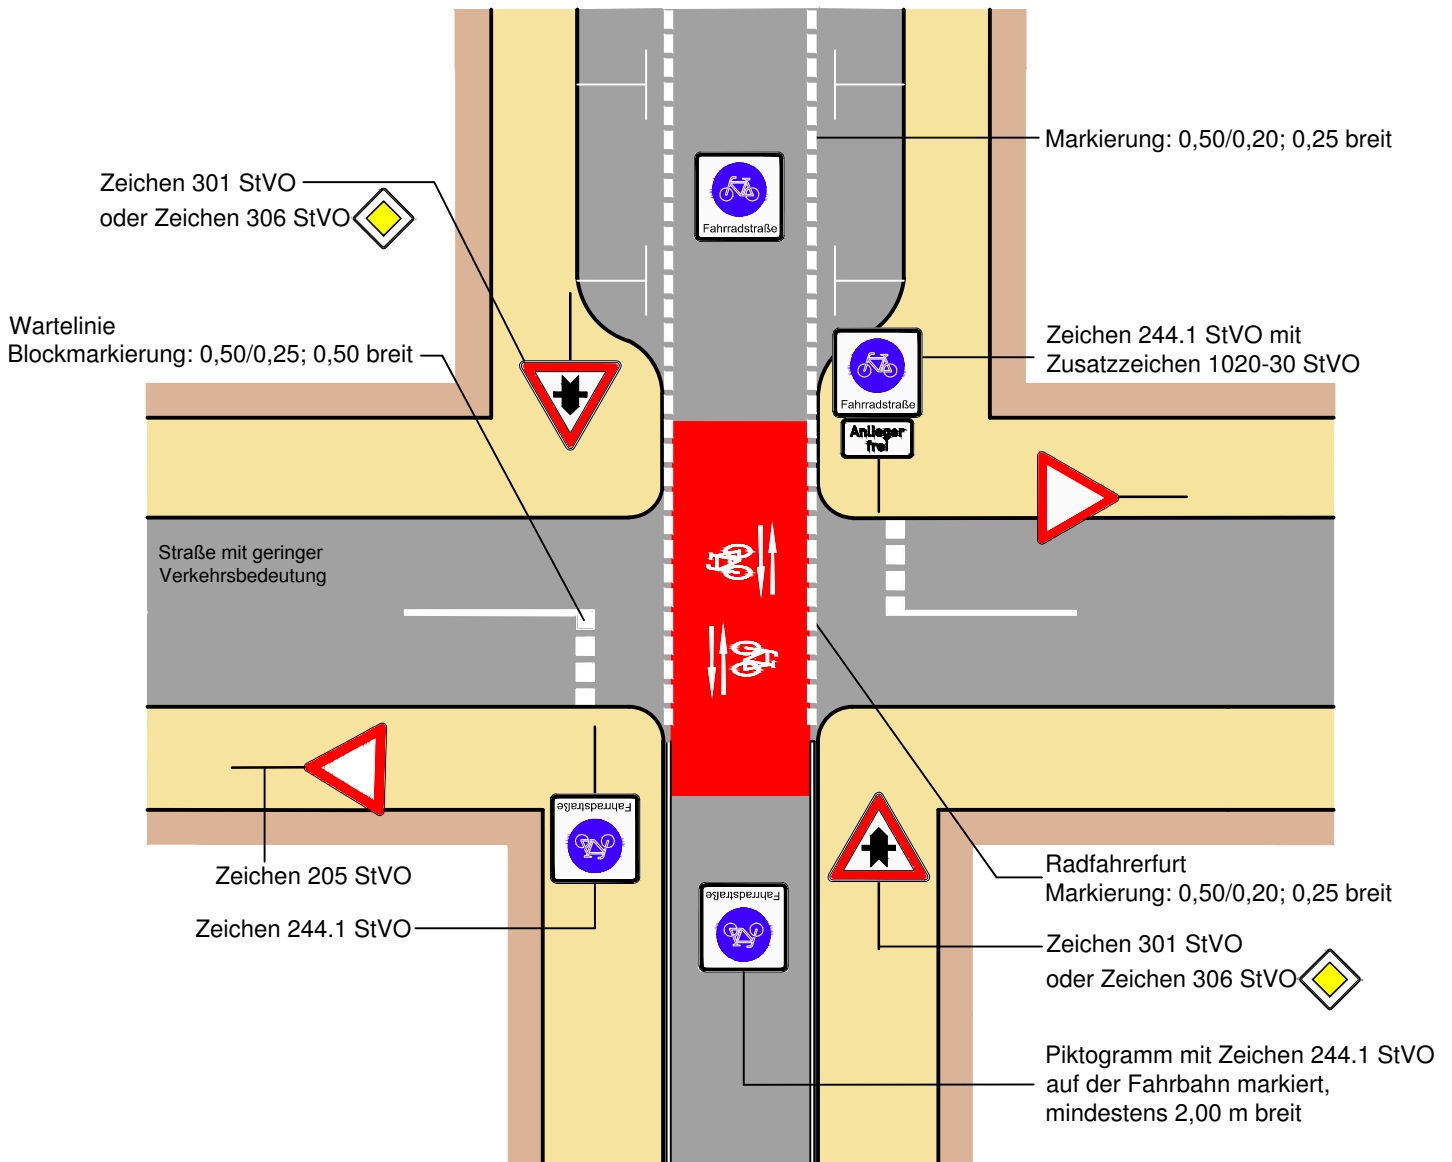 Markierung: 0,50/0,20; 0,25 breit
Zeichen 301 StVO
oder Zeichen 306 StVO
Fahrradstraße
Wartelinie
Blockmarkierung: 0,50/0,25; 0,50 breit
Zeichen 244.1 StVO mit
Zusatzzeichen 1020-30 StVO
Fahrradstraße
Anlieger
frei
Straße mit geringer
Verkehrsbedeutung
Fahrradstraße
Zeichen 205 StVO
Zeichen 244.1 StVO
Fahrradstraße
Radfahrerfurt
Markierung: 0,50/0,20; 0,25 breit
Zeichen 301 StVO
oder Zeichen 306 StVO
Piktogramm mit Zeichen 244.1 StVO
auf der Fahrbahn markiert,
mindestens 2,00 m breit